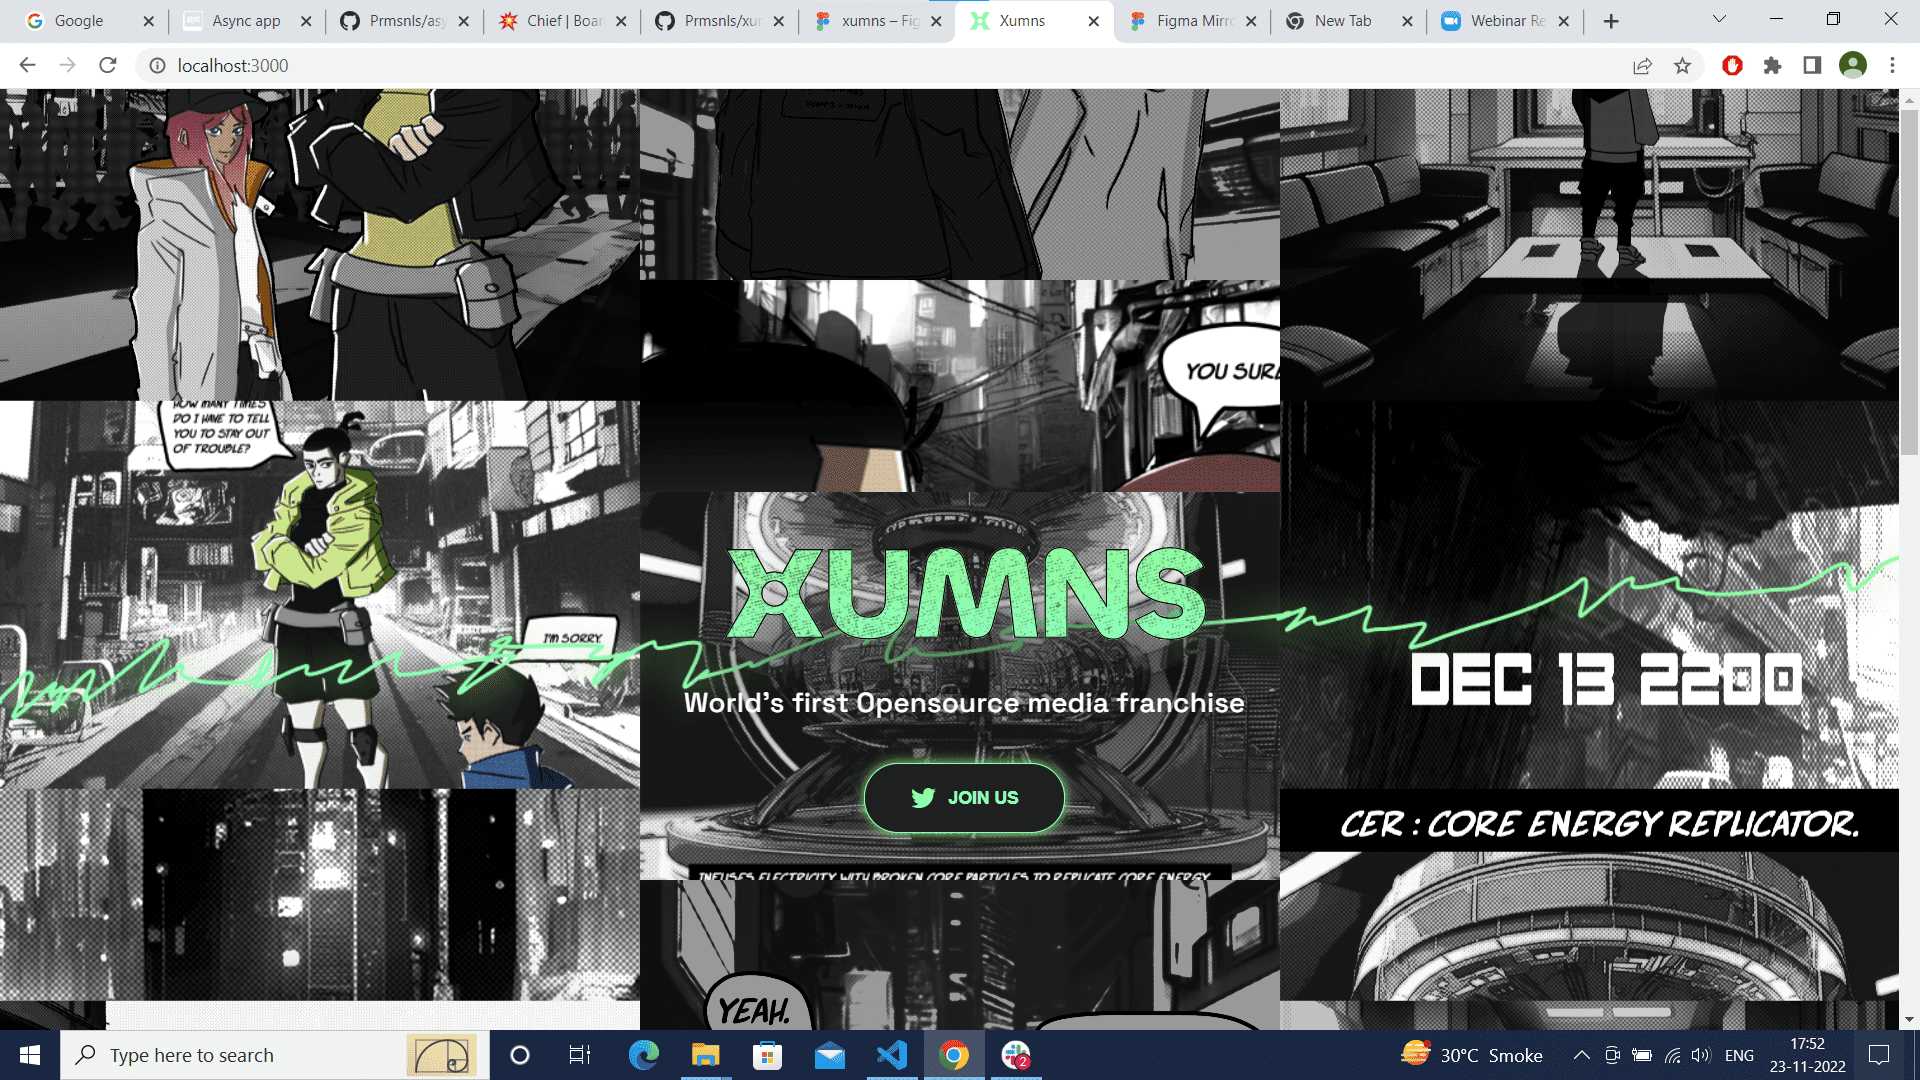 Google
Async app
Prmsnls/asy
Chief | Boar
Prmsnls/xur
xumns – Fig
Xumns
Figma Mirro
New Tab
Webinar Re
localhost:3000
YOU SURE
HOW MANY TIMES
DO I HAVE TO TELL
YOU TO STAY OUT
OF TROUBLE?
I'M SORRY.
XUMNS
DEC 13 2200
World's first Opensource media franchise
JOIN US
CER : CORE ENERGY REPLICATOR.
INFUSES ELECTRICITY WITH BROKEN CORE PARTICLES TO REPLICATE CORE ENERGY
YEAH.
Type here to search
2
30°C Smoke
ENG
17:52
23-11-2022